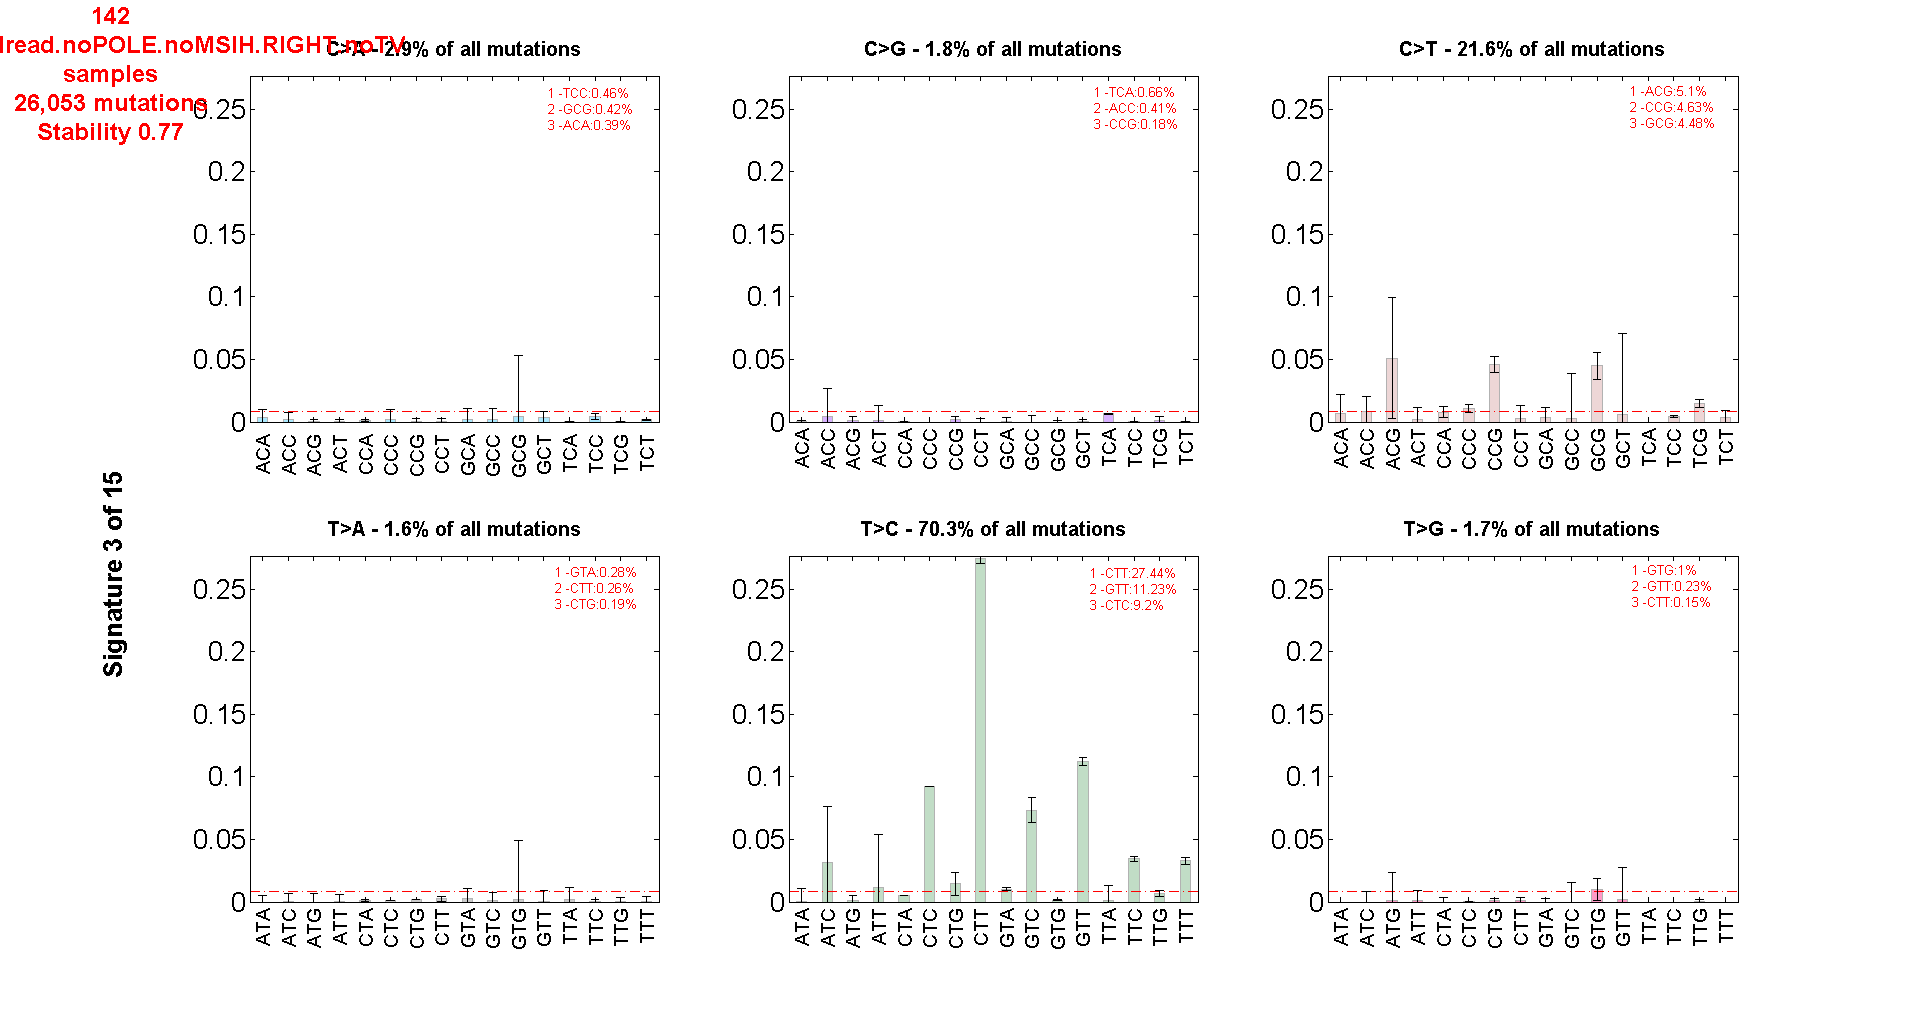 142
dread.noPOLE.noMSIH.RIGHT.noTV
samples
26,053 mutations
Stability 0.77
Signature 3 of 15
C>A - 2.9% of all mutations
1 -TCC:0.46%
2 -GCG:0.42%
3 -ACA:0.39%
0.25
0.2
0.15
0.1
0.05
0
ACA ACC ACG ACT CCA CCC CCG CCT GCA GCC GCG GCT TCA TCC TCG TCT
C>G - 1.8% of all mutations
1 -TCA:0.66%
2 -ACC:0.41%
3 -CCG:0.18%
0.25
0.2
0.15
0.1
0.05
0
ACA ACC ACG ACT CCA CCC CCG CCT GCA GCC GCG GCT TCA TCC TCG TCT
C>T - 21.6% of all mutations
1 -ACG:5.1%
2 -CCG:4.63%
3 -GCG:4.48%
0.25
0.2
0.15
0.1
0.05
0
ACA ACC ACG ACT CCA CCC CCG CCT GCA GCC GCG GCT TCA TCC TCG TCT
T>A - 1.6% of all mutations
1 -GTA:0.28%
2 -CTT:0.26%
3 -CTG:0.19%
0.25
0.2
0.15
0.1
0.05
0
ATA ATC ATG ATT CTA CTC CTG CTT GTA GTC GTG GTT TTA TTC TTG TTT
T>C - 70.3% of all mutations
1 -CTT:27.44%
2 -GTT:11.23%
3 -CTC:9.2%
0.25
0.2
0.15
0.1
0.05
0
ATA ATC ATG ATT CTA CTC CTG CTT GTA GTC GTG GTT TTA TTC TTG TTT
T>G - 1.7% of all mutations
1 -GTG:1%
2 -GTT:0.23%
3 -CTT:0.15%
0.25
0.2
0.15
0.1
0.05
0
ATA ATC ATG ATT CTA CTC CTG CTT GTA GTC GTG GTT TTA TTC TTG TTT